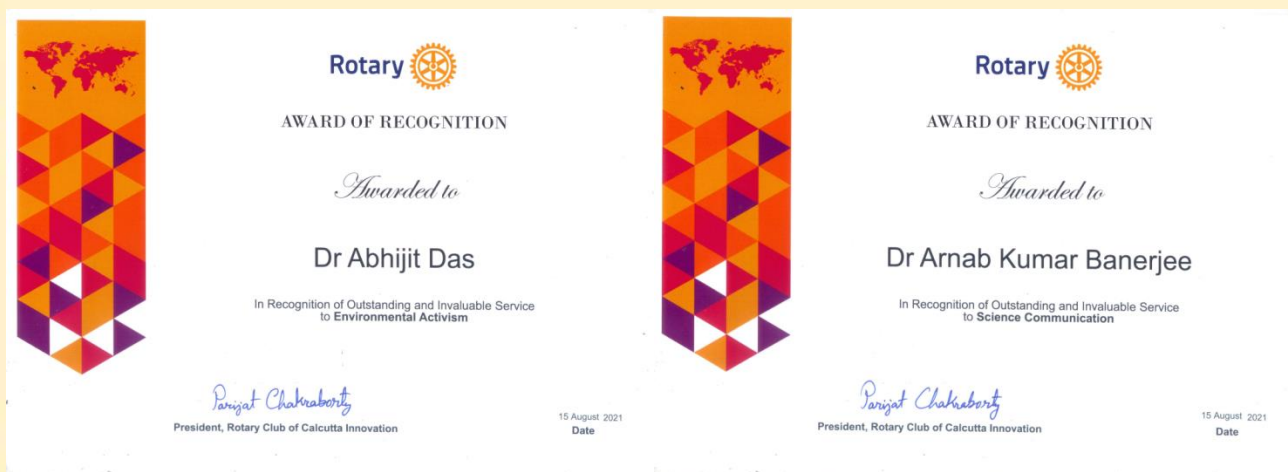 Rotary
AWARD OF RECOGNITION
Awarded to
Dr Abhijit Das
In Recognition of Outstanding and Invaluable Service
to Environmental Activism
Parijat Chakraborty
President, Rotary Club of Calcutta Innovation
15 August 2021
Date
Rotary
AWARD OF RECOGNITION
Awarded to
Dr Arnab Kumar Banerjee
In Recognition of Outstanding and Invaluable Service
to Science Communication
Parijat Chakraborty
President, Rotary Club of Calcutta Innovation
15 August 2021
Date